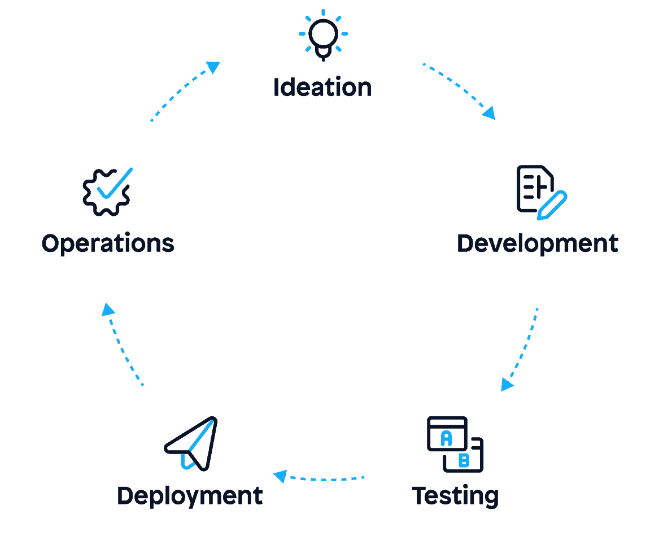 Ideation
Operations
Development
A
B
Deployment
Testing